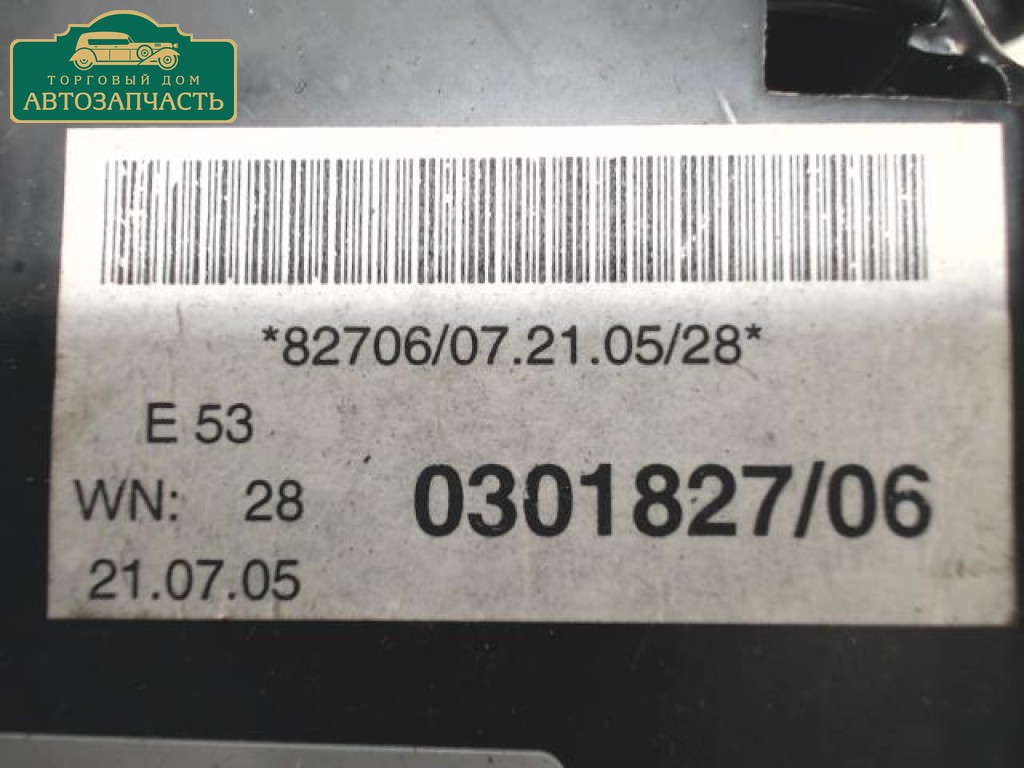 ТОРГОВЫЙ ДОМ
АВТОЗАПЧАСТЬ
*82706/07.21.05/28*
E 53
WN: 28
0301827/06
21.07.05